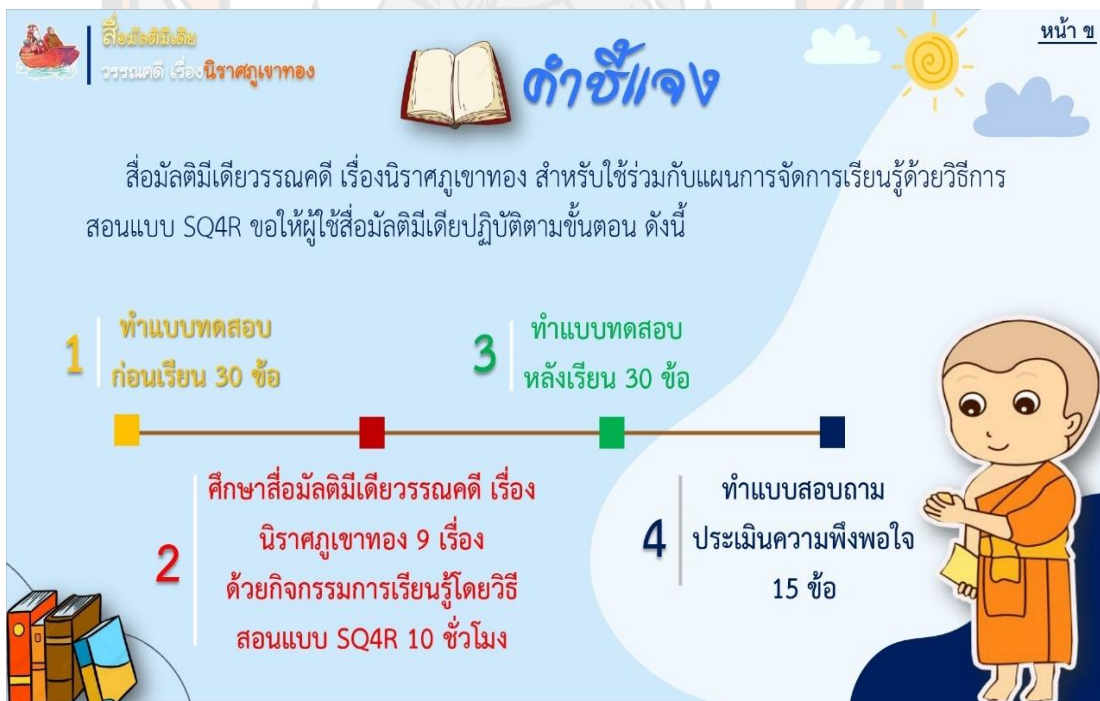 สื่อมัลติมีเดีย
วรรณคดี เรื่องนิราศภูเขาทอง
หน้า ข
คำชี้แจง
สื่อมัลติมีเดียวรรณคดี เรื่องนิราศภูเขาทอง สำหรับใช้ร่วมกับแผนการจัดการเรียนรู้ด้วยวิธีการ
สอนแบบ SQ4R ขอให้ผู้ใช้สื่อมัลติมีเดียปฏิบัติตามขั้นตอน ดังนี้
1
ทำแบบทดสอบ
ก่อนเรียน 30 ข้อ
2
ศึกษาสื่อมัลติมีเดียวรรณคดี เรื่อง
นิราศภูเขาทอง 9 เรื่อง
ด้วยกิจกรรมการเรียนรู้โดยวิธี
สอนแบบ SQ4R 10 ชั่วโมง
3
ทำแบบทดสอบ
หลังเรียน 30 ข้อ
4
ทำแบบสอบถาม
ประเมินความพึงพอใจ
15 ข้อ